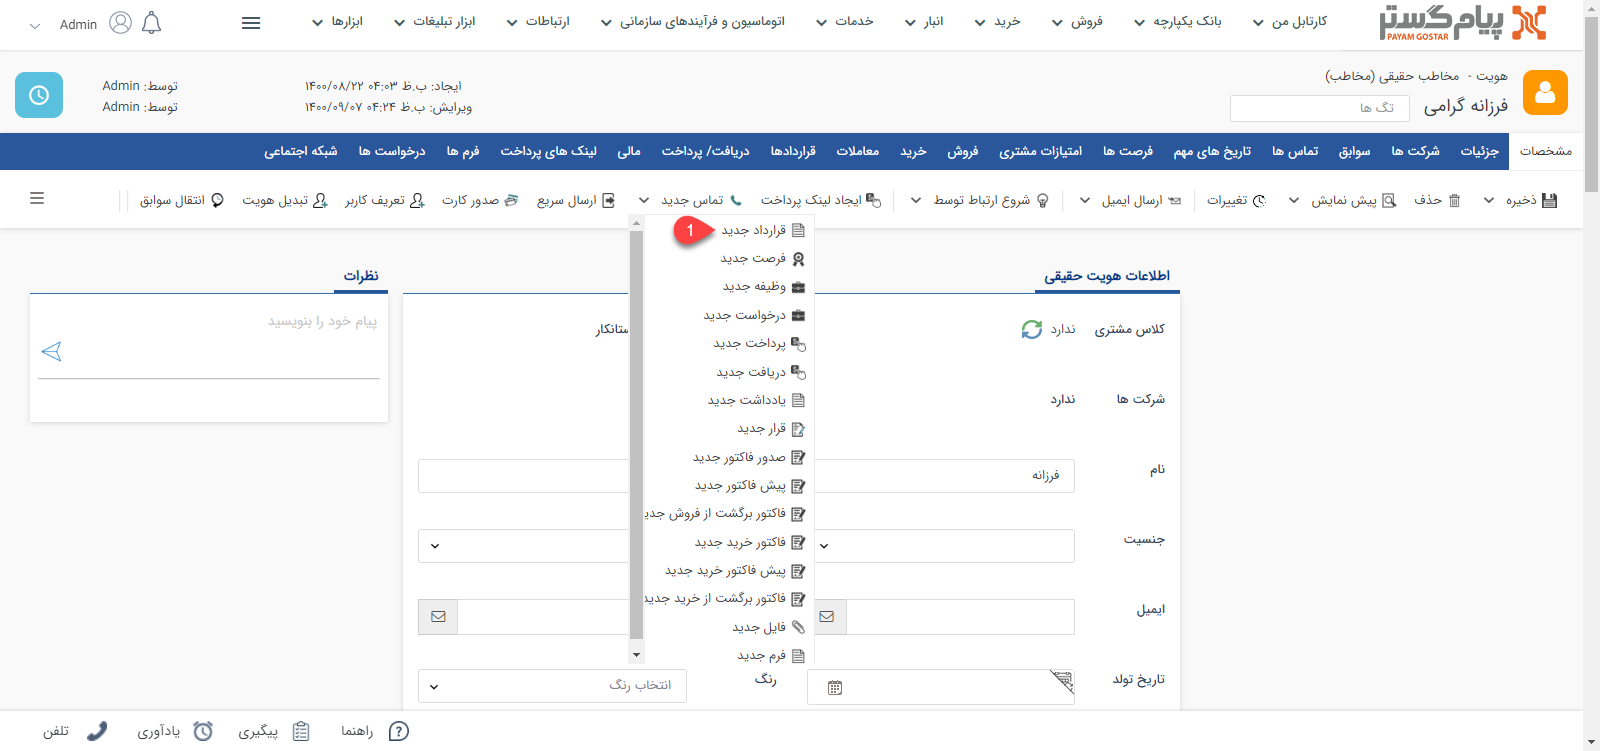 پیام گستر
PAYAM GOSTAR
کارتابل من
بانک یکپارچه
فروش
خرید
انبار
خدمات
اتوماسیون و فرآیندهای سازمانی
ارتباطات
ابزار تبلیغات
ابزارها
Admin
هویت - مخاطب حقیقی (مخاطب)
فرزانه گرامی
تگ ها
ایجاد: ب.ظ ۰۴:۰۳ ۱۴۰۰/۰۸/۲۲
توسط: Admin
ویرایش: ب.ظ ۰۴:۲۴ ۱۴۰۰/۰۹/۰۷
توسط: Admin
مشخصات
جزئیات
شرکت ها
سوابق
تماس ها
تاریخ های مهم
فرصت ها
امتیازات مشتری
فروش
خرید
معاملات
قراردادها
دریافت/ پرداخت
مالی
لینک های پرداخت
فرم ها
درخواست ها
شبکه اجتماعی
ذخیره
حذف
پیش نمایش
تغییرات
ارسال ایمیل
شروع ارتباط توسط
ایجاد لینک پرداخت
تماس جدید
ارسال سریع
صدور کارت
تعریف کاربر
تبدیل هویت
انتقال سوابق
1
قرارداد جدید
فرصت جدید
وظیفه جدید
درخواست جدید
پرداخت جدید
دریافت جدید
یادداشت جدید
قرار جدید
صدور فاکتور جدید
پیش فاکتور جدید
فاکتور برگشت از فروش جدید
فاکتور خرید جدید
پیش فاکتور خرید جدید
فاکتور برگشت از خرید جدید
فایل جدید
فرم جدید
اطلاعات هویت حقیقی
کلاس مشتری
ندارد
ستانکار
شرکت ها
ندارد
نام
فرزانه
جنسیت
ایمیل
تاریخ تولد
رنگ
انتخاب رنگ
نظرات
پیام خود را بنویسید
راهنما
پیگیری
یادآوری
تلفن